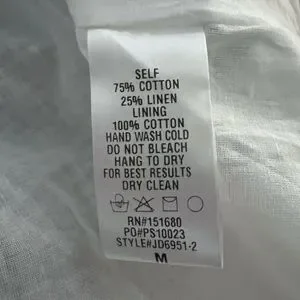 SELF
75% COTTON
25% LINEN
LINING
100% COTTON
HAND WASH COLD
DO NOT BLEACH
HANG TO DRY
FOR BEST RESULTS
DRY CLEAN
RN#151680
PO#PS10023
STYLE#JD6951-2
M